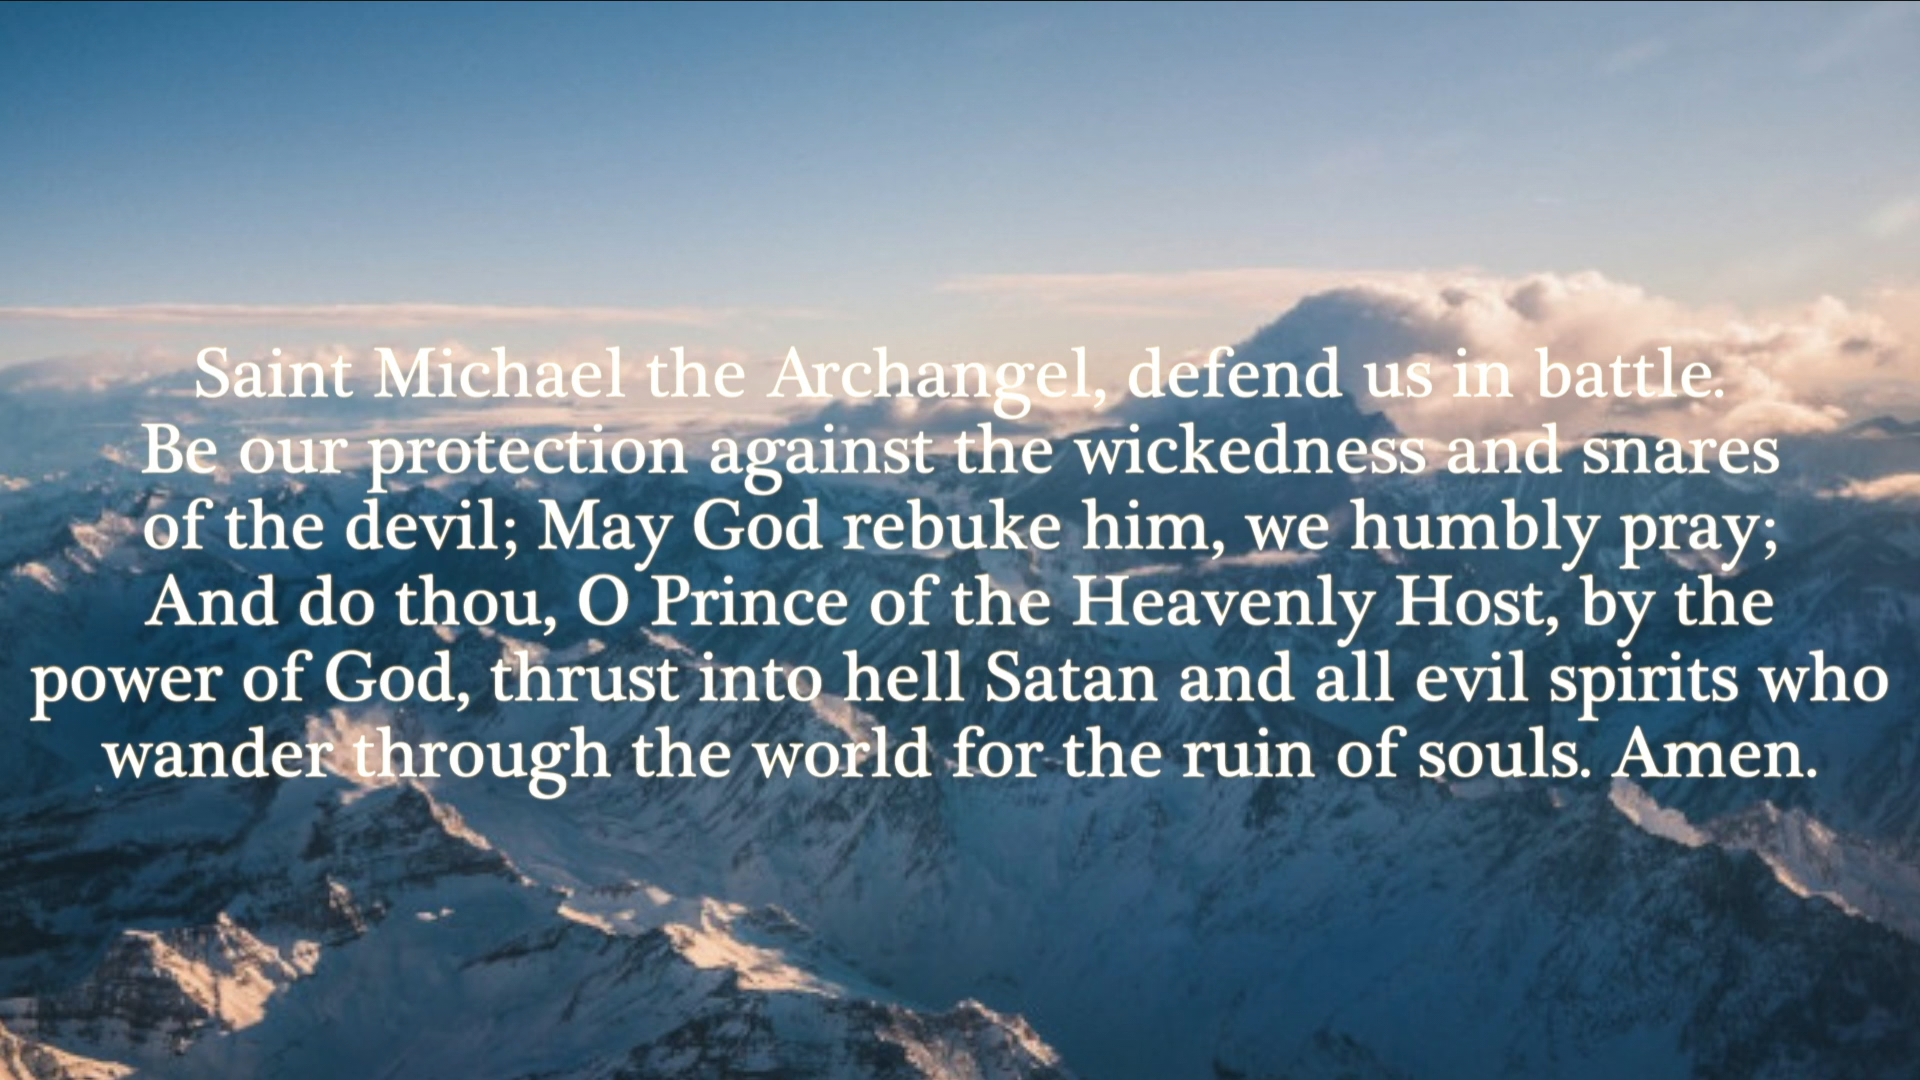 Saint Michael the Archangel, defend us in battle.
Be our protection against the wickedness and snares
of the devil; May God rebuke him, we humbly pray;
And do thou, O Prince of the Heavenly Host, by the
power of God, thrust into hell Satan and all evil spirits who
wander through the world for the ruin of souls. Amen.